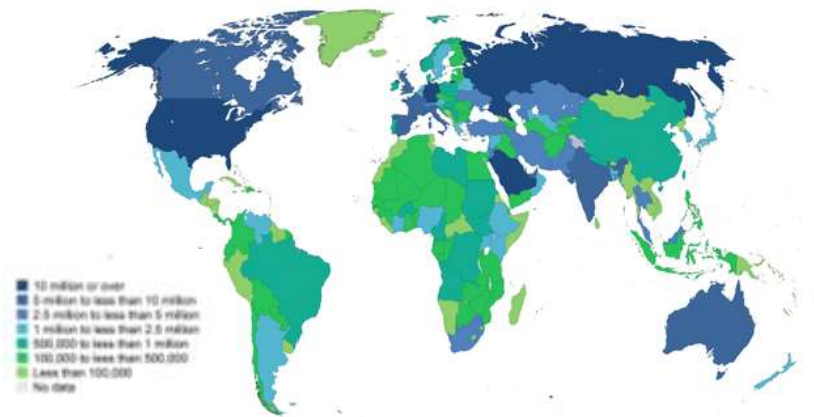 10 million or over
5 million to less than 10 million
2.5 million to less than 5 million
1 million to less than 2.5 million
500,000 to less than 1 million
100,000 to less than 500,000
Less than 100,000
No data